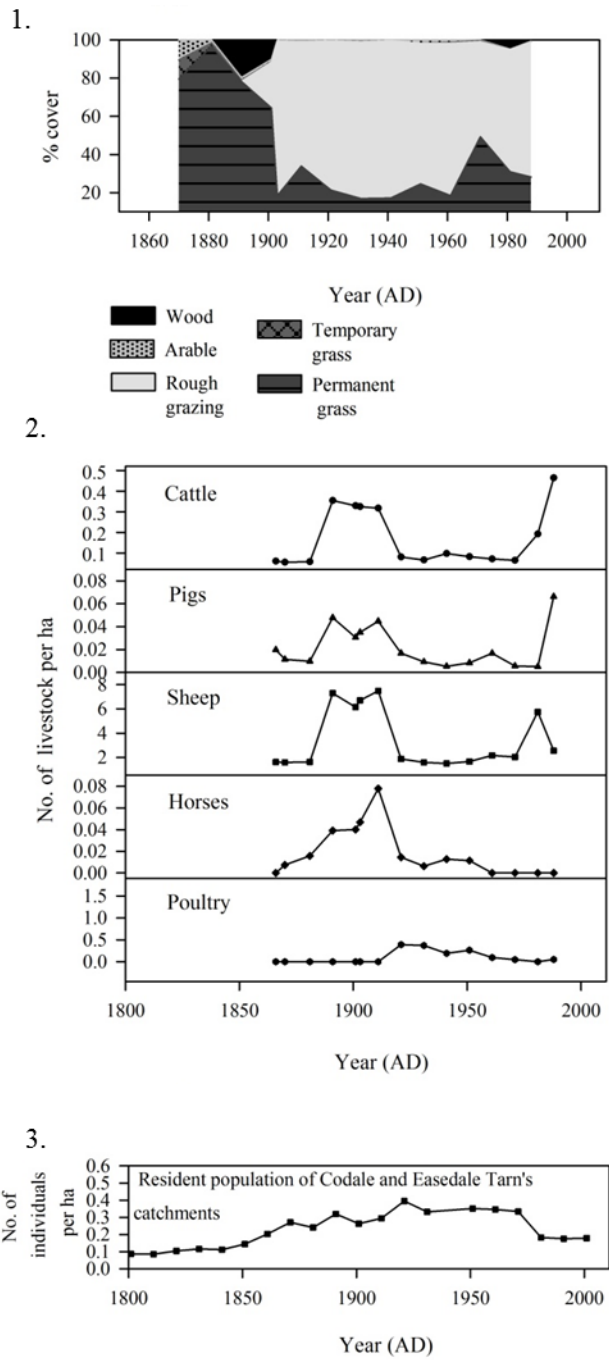 1.
100
80
60
40
20
% cover
1860 1880 1900 1920 1940 1960 1980 2000
Year (AD)
Wood
Arable
Rough
grazing
Temporary
grass
Permanent
grass
2.
No. of livestock per ha
0.5
0.4
0.3
0.2
0.1
Cattle
0.08
0.06
0.04
0.02
0.00
Pigs
8
6
4
2
Sheep
0.08
0.06
0.04
0.02
0.00
Horses
1.5
1.0
0.5
0.0
Poultry
1800 1850 1900 1950 2000
Year (AD)
3.
No. of
individuals
per ha
0.6
0.5
0.4
0.3
0.2
0.1
0.0
Resident population of Codale and Easedale Tarn's
catchments
1800 1850 1900 1950 2000
Year (AD)